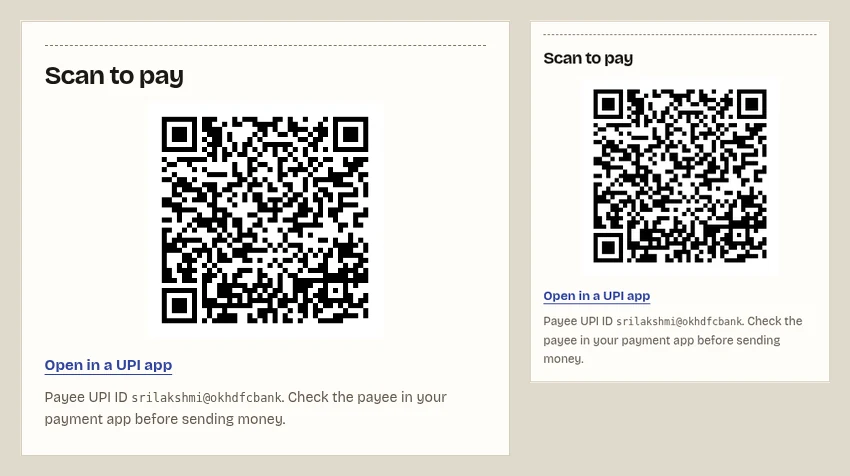 Scan to pay
Open in a UPI app
Payee UPI ID srilakshmi@okhdfcbank. Check the payee in your
payment app before sending money.
Scan to pay
Open in a UPI app
Payee UPI ID srilakshmi@okhdfcbank. Check the
payee in your payment app before sending
money.